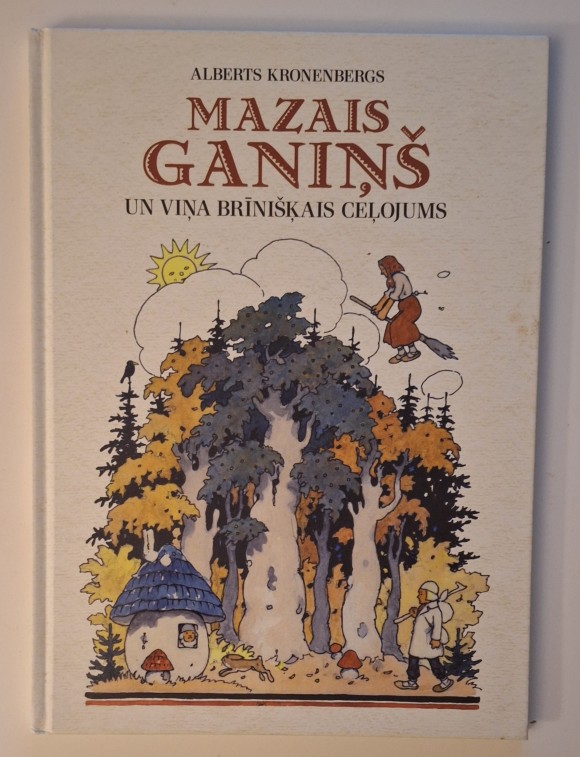 ALBERTS KRONENBERGS
MAZAIS
GANIŅŠ
UN VIŅA BRĪNIŠĶAIS CEĻOJUMS